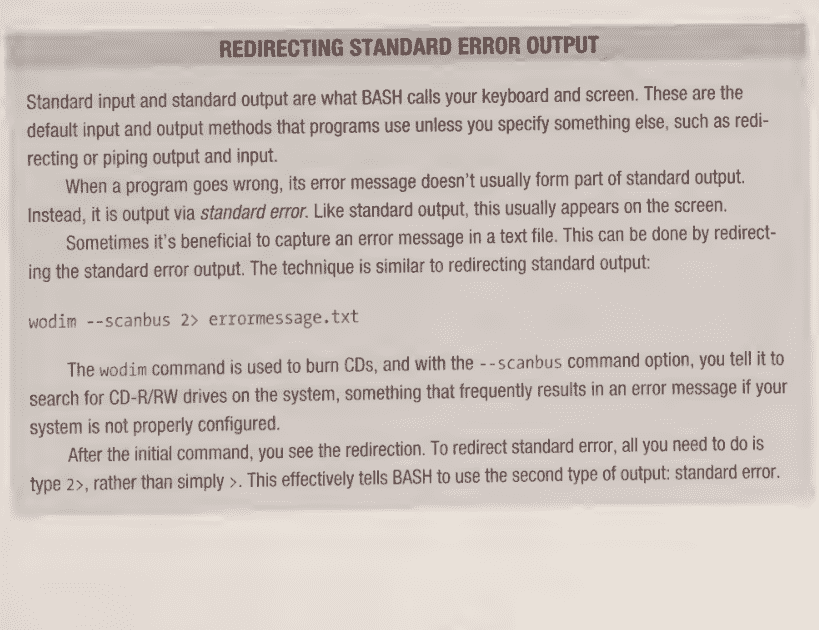 REDIRECTING STANDARD ERROR OUTPUT
Standard input and standard output are what BASH calls your keyboard and screen. These are the
default input and output methods that programs use unless you specify something else, such as redi-
recting or piping output and input.
When a program goes wrong, its error message doesn't usually form part of standard output.
Instead, it is output via standard error. Like standard output, this usually appears on the screen.
Sometimes it's beneficial to capture an error message in a text file. This can be done by redirect-
ing the standard error output. The technique is similar to redirecting standard output:
wodim --scanbus 2> errormessage.txt
The wodim command is used to burn CDs, and with the --scanbus command option, you tell it to
search for CD-R/RW drives on the system, something that frequently results in an error message if your
system is not properly configured.
After the initial command, you see the redirection. To redirect standard error, all you need to do is
type 2>, rather than simply >. This effectively tells BASH to use the second type of output: standard error.